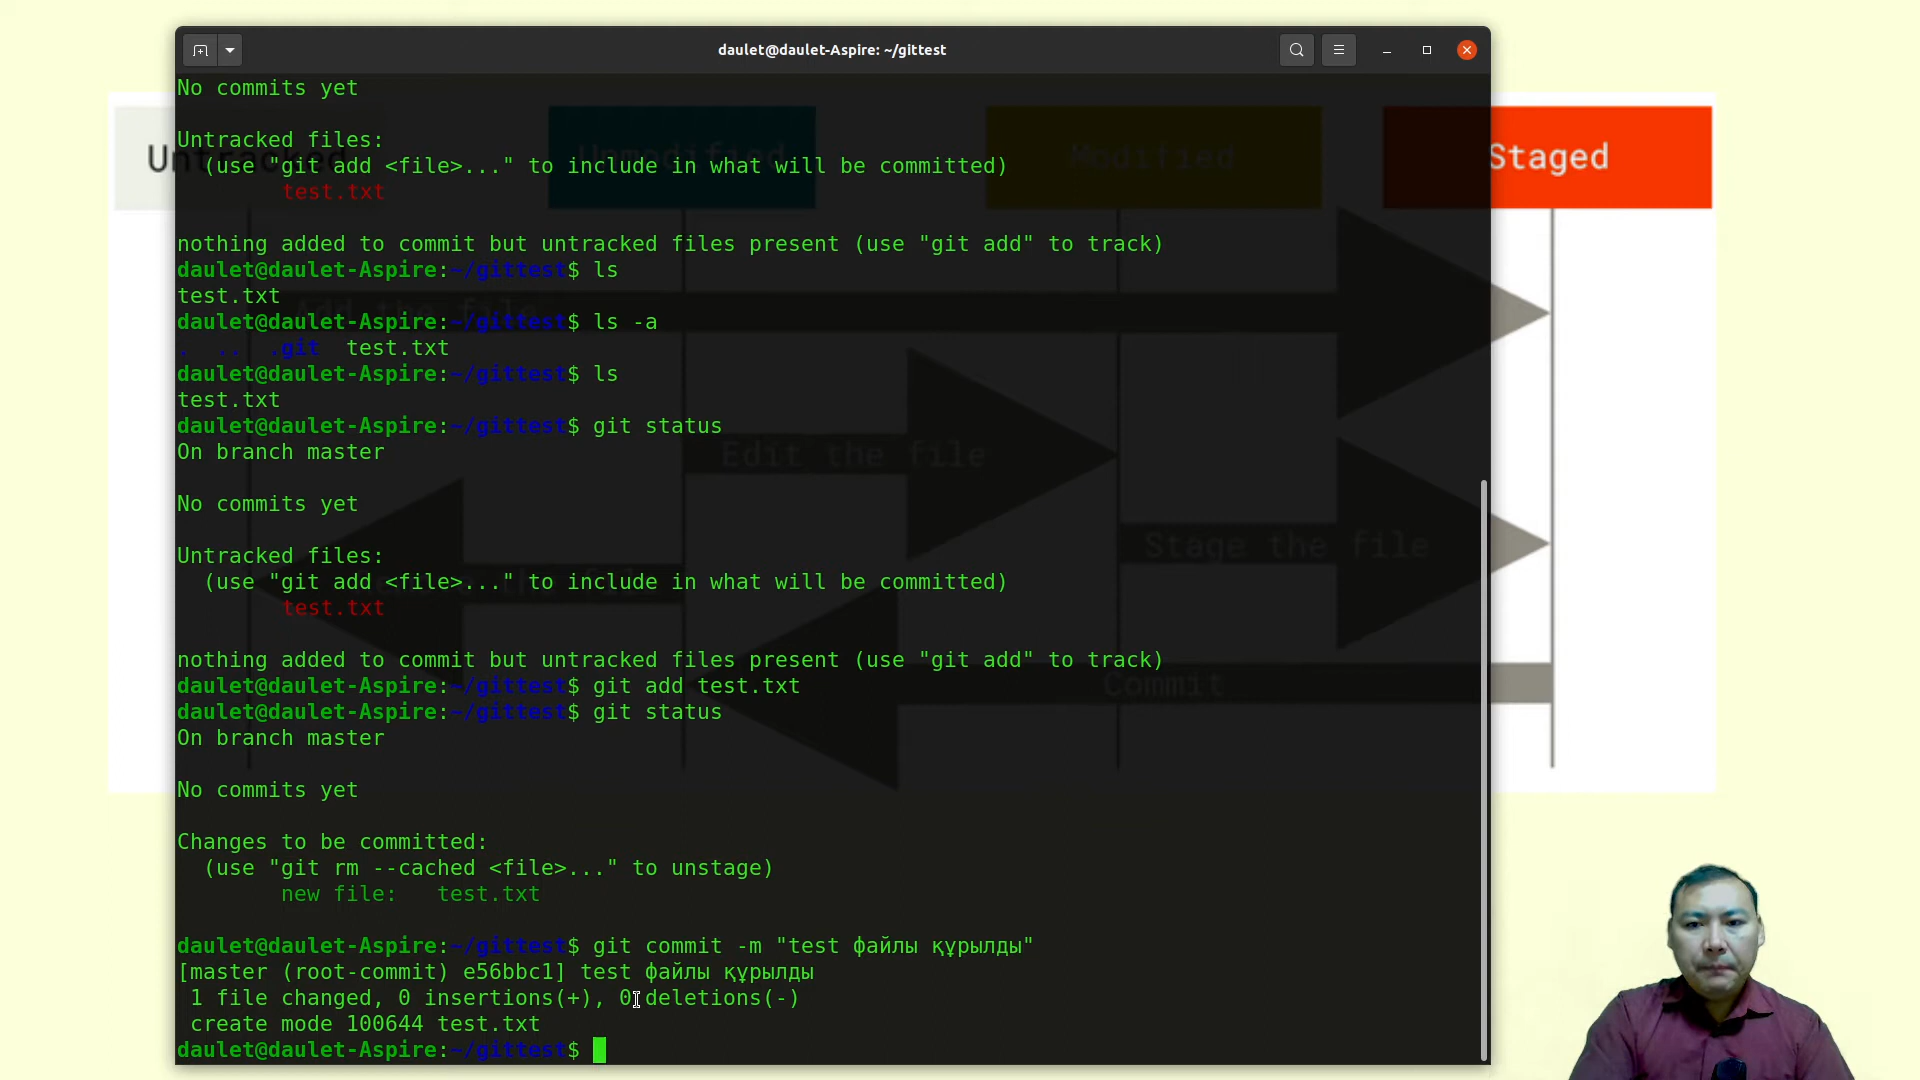 daulet@daulet-Aspire: ~/gittest
No commits yet
Untracked files:
(use "git add <file>..." to include in what will be committed)
test.txt
nothing added to commit but untracked files present (use "git add" to track)
daulet@daulet-Aspire:~/gittest$ ls
test.txt
daulet@daulet-Aspire:~/gittest$ ls -a
. .. .git test.txt
daulet@daulet-Aspire:~/gittest$ ls
test.txt
daulet@daulet-Aspire:~/gittest$ git status
On branch master
No commits yet
Untracked files:
(use "git add <file>..." to include in what will be committed)
test.txt
nothing added to commit but untracked files present (use "git add" to track)
daulet@daulet-Aspire:~/gittest$ git add test.txt
daulet@daulet-Aspire:~/gittest$ git status
On branch master
No commits yet
Changes to be committed:
(use "git rm --cached <file>..." to unstage)
new file: test.txt
daulet@daulet-Aspire:~/gittest$ git commit -m "test файлы құрылды"
[master (root-commit) e56bbc1] test файлы құрылды
1 file changed, 0 insertions(+), 0 deletions(-)
create mode 100644 test.txt
daulet@daulet-Aspire:~/gittest$
Unmodified
Modified
Staged
Add the file
Edit the file
Stage the file
Commit